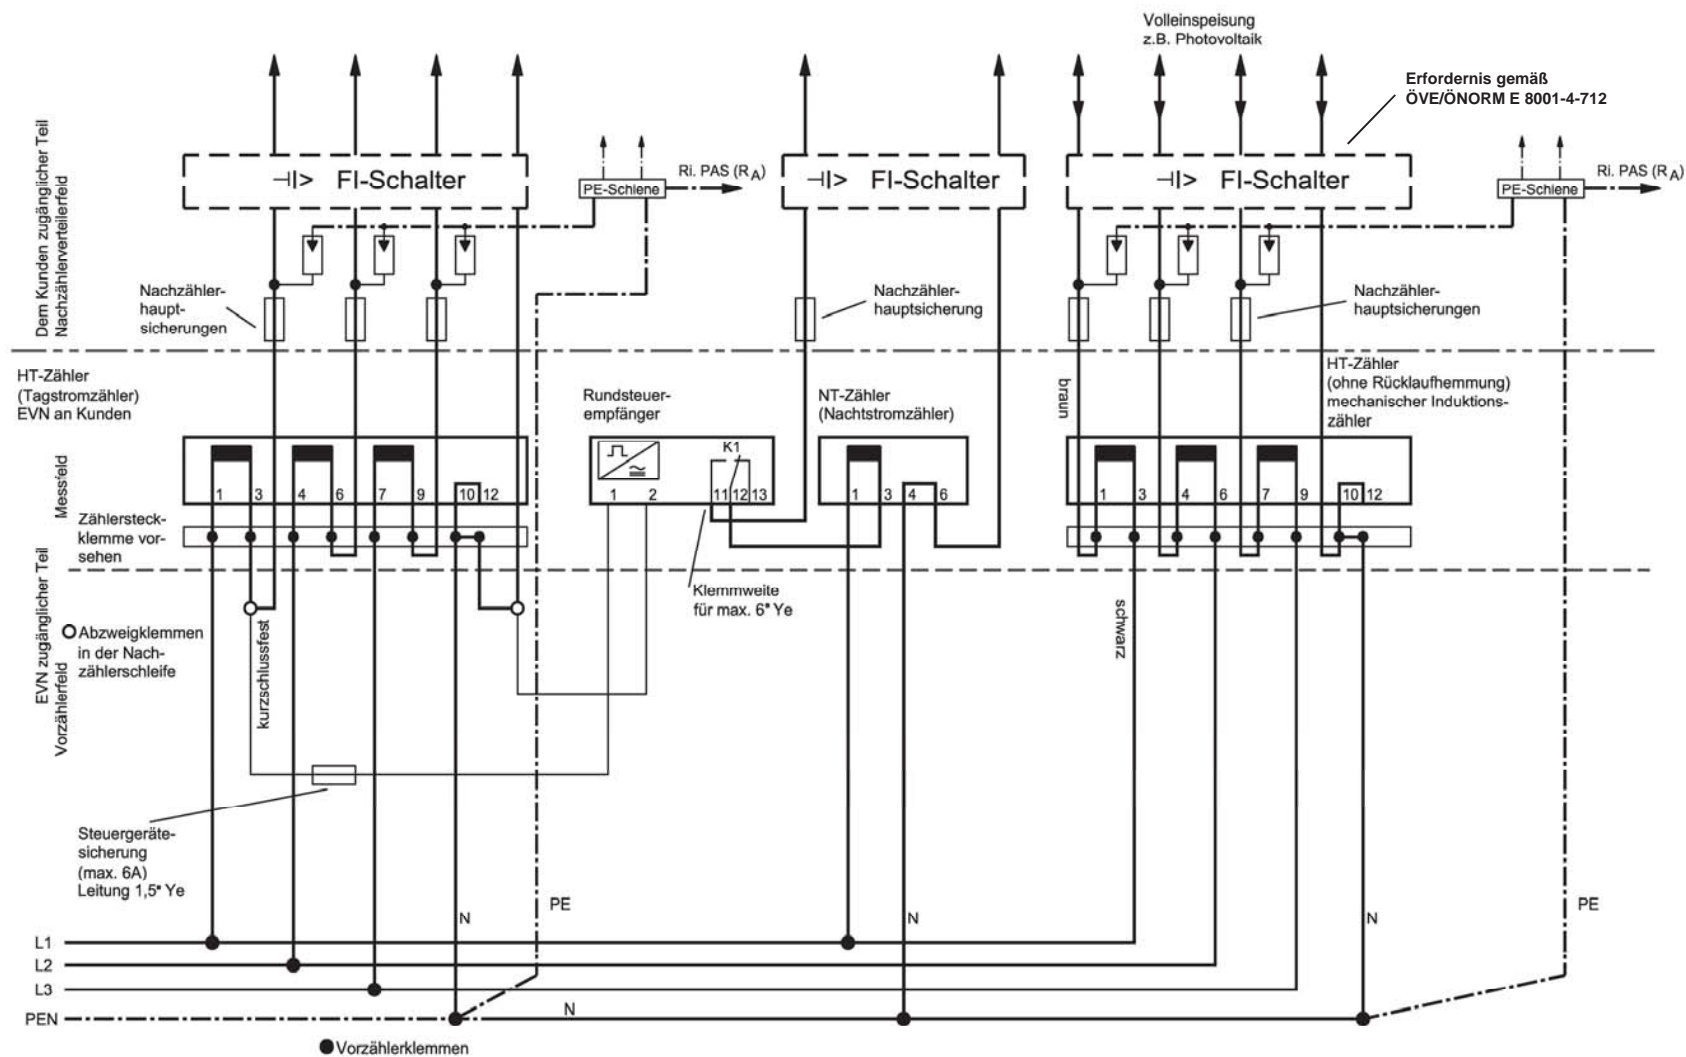 Volleinspeisung
z.B. Photovoltaik
Erfordernis gemäß
ÖVE/ÖNORM E 8001-4-712
Dem Kunden zugänglicher Teil
Nachzählerverteilerfeld
FI-Schalter
PE-Schiene
Ri. PAS (RA)
FI-Schalter
FI-Schalter
PE-Schiene
Ri. PAS (RA)
Nachzähler-
haupt-
sicherungen
Nachzähler-
hauptsicherung
Nachzähler-
hauptsicherungen
HT-Zähler
(Tagstromzähler)
EVN an Kunden
Rundsteuer-
empfänger
NT-Zähler
(Nachtstromzähler)
braun
HT-Zähler
(ohne Rücklaufhemmung)
mechanischer Induktions-
zähler
Messfeld
K1
1 3 4 6 7 9 10 12
1 2 11 12 13
1 3 4 6
1 3 4 6 7 9 10 12
Zählersteck-
klemme vor-
sehen
EVN zugänglicher Teil
Vorzählerfeld
Klemmweite
für max. 6" Ye
Abzweigklemmen
in der Nach-
zählerschleife
kurzschlussfest
schwarz
Steuergeräte-
sicherung
(max. 6A)
Leitung 1,5" Ye
N
PE
N
N
PE
L1
L2
L3
PEN
N
Vorzählerklemmen